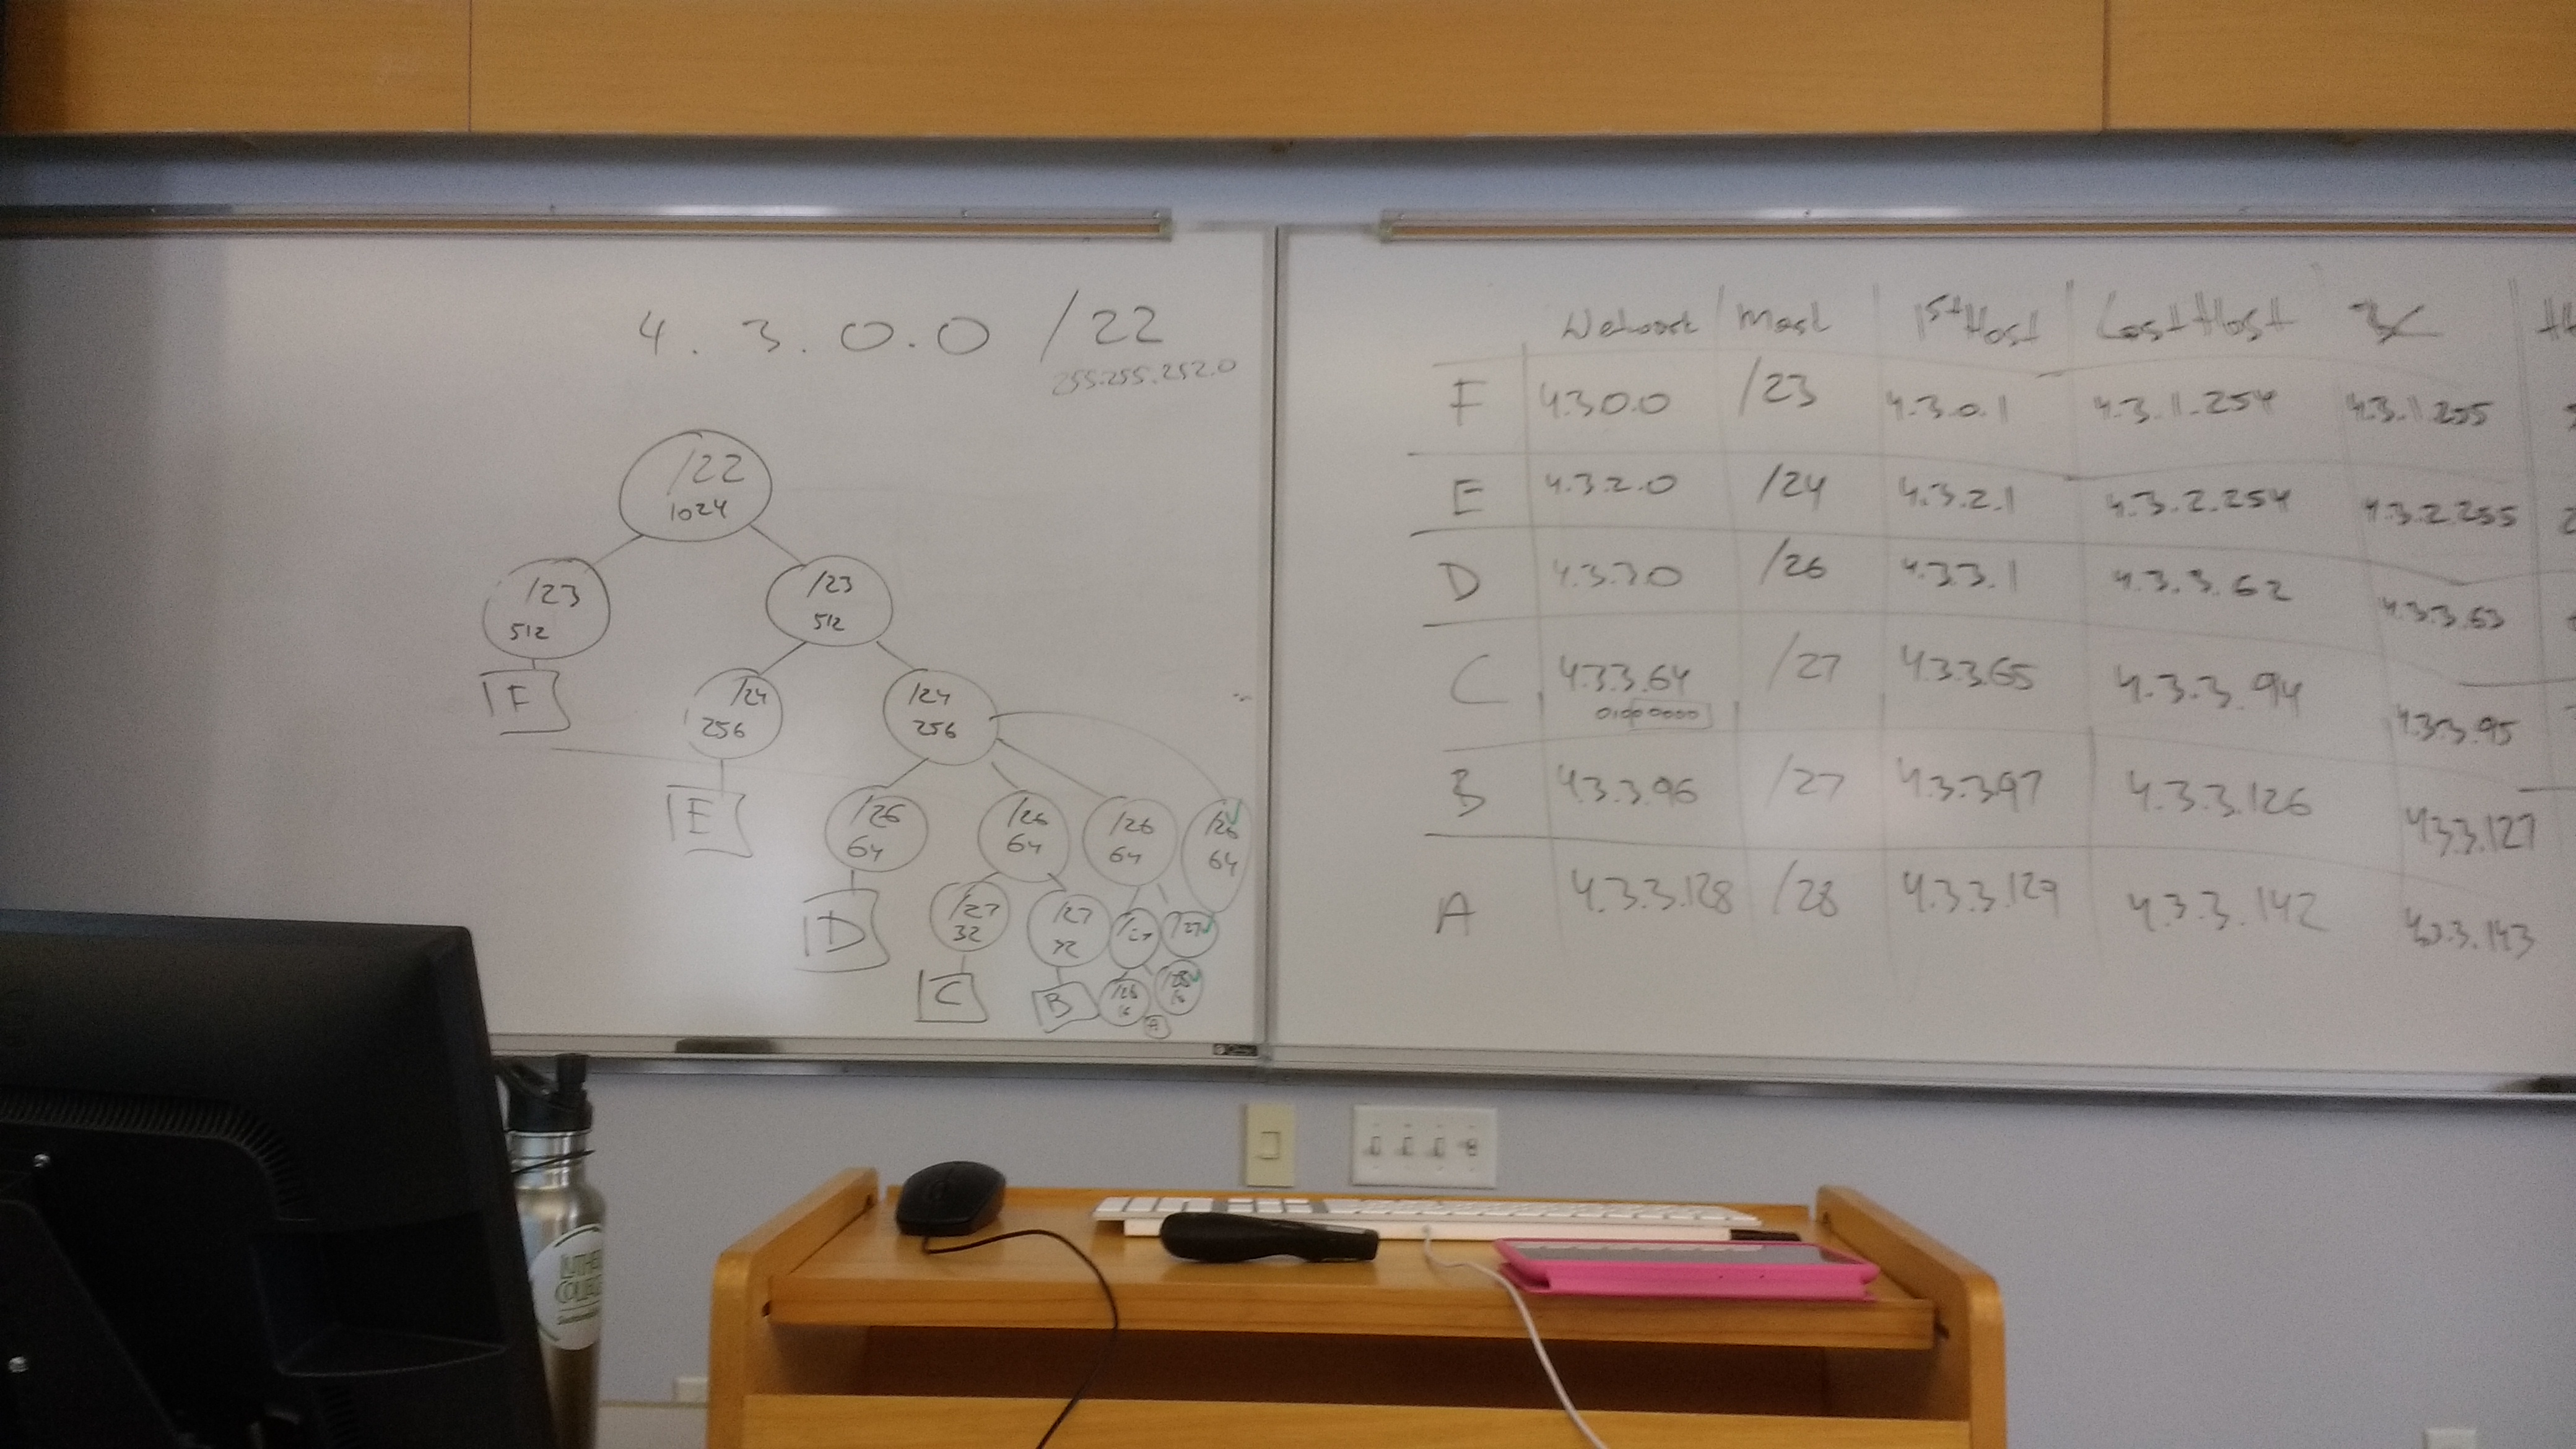 4.3.0.0 /22
255.255.252.0
/22
1024
/23
512
/23
512
F
/24
256
/24
256
E
/26
64
/26
64
/26
64
/26
64
D
/27
32
/27
32
/27
/27
C
B
/28
16
/28
16
A
Network Mask 1st Host Last Host BC
F 4.3.0.0 /23 4.3.0.1 4.3.1.254 4.3.1.255
E 4.3.2.0 /24 4.3.2.1 4.3.2.254 4.3.2.255
D 4.3.3.0 /26 4.3.3.1 4.3.3.62 4.3.3.63
C 4.3.3.64 /27 4.3.3.65 4.3.3.94 4.3.3.95
01000000
B 4.3.3.96 /27 4.3.3.97 4.3.3.126 4.3.3.127
A 4.3.3.128 /28 4.3.3.129 4.3.3.142 4.3.3.143